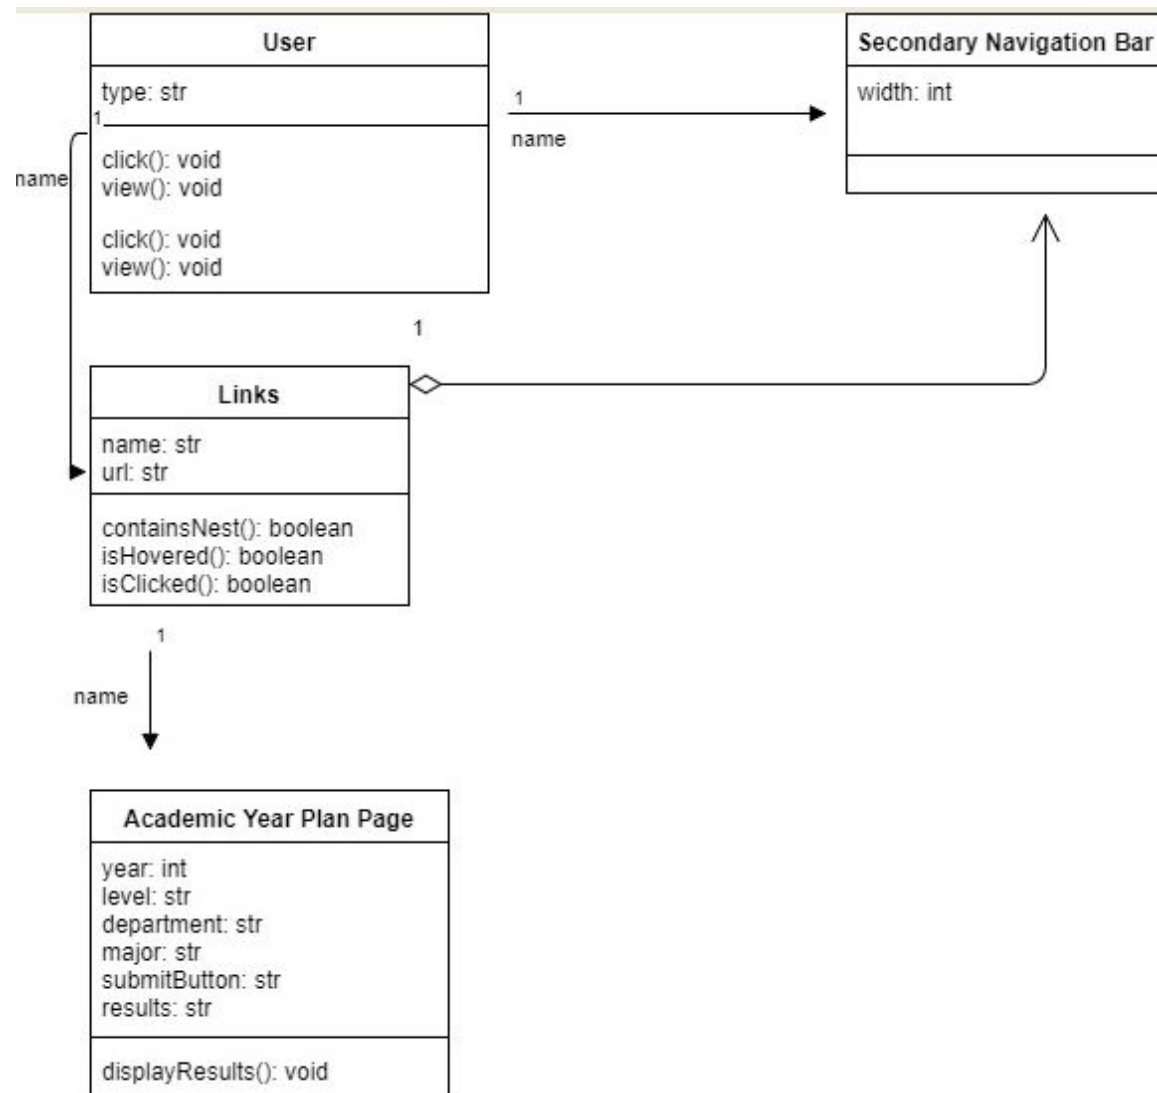 User
type: str
1
click(): void
view(): void
click(): void
view(): void
name
1
name
Secondary Navigation Bar
width: int
1
Links
name: str
url: str
containsNest(): boolean
isHovered(): boolean
isClicked(): boolean
1
name
Academic Year Plan Page
year: int
level: str
department: str
major: str
submitButton: str
results: str
displayResults(): void